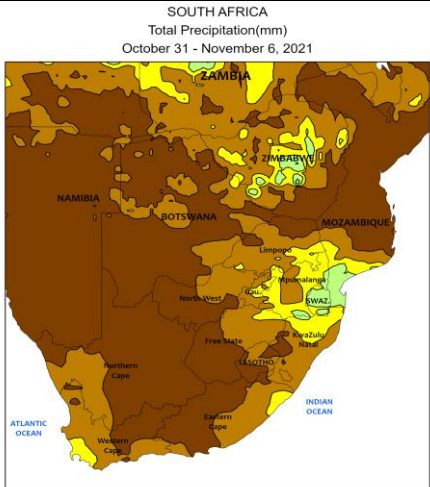 SOUTH AFRICA
Total Precipitation(mm)
October 31 - November 6, 2021
ZAMBIA
ZIMBABWE
NAMIBIA
BOTSWANA
MOZAMBIQUE
Limpopo
Mpumalanga
Gau.
North West
SWAZ.
KwaZulu
Natal
Free State
LESOTHO
Northern
Cape
INDIAN
OCEAN
Eastern
Cape
ATLANTIC
OCEAN
Western
Cape